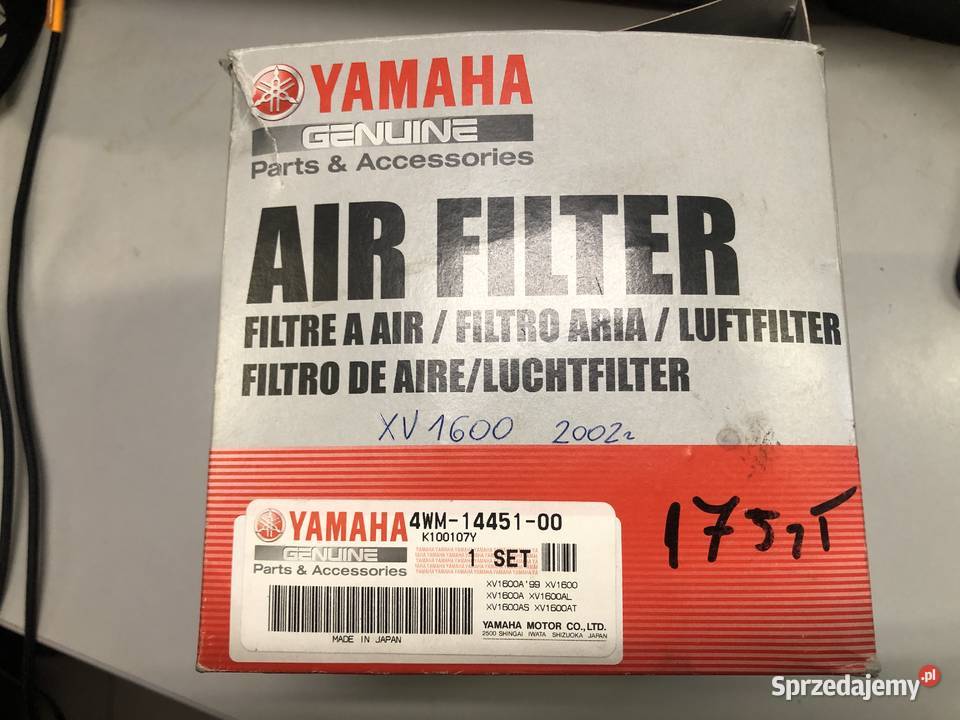 YAMAHA
GENUINE
Parts & Accessories
AIR FILTER
FILTRE A AIR / FILTRO ARIA / LUFTFILTER
FILTRO DE AIRE/LUCHTFILTER
XV 1600 2002r
175 zł
YAMAHA 4WM-14451-00
K100107Y
GENUINE
Parts & Accessories
1 SET
XV1600A'99 XV1600
XV1600A XV1600AL
XV1600AS XV1600AT
YAMAHA MOTOR CO.,LTD.
2500 SHINGAI IWATA SHIZUOKA JAPAN
MADE IN JAPAN
Sprzedajemy.pl